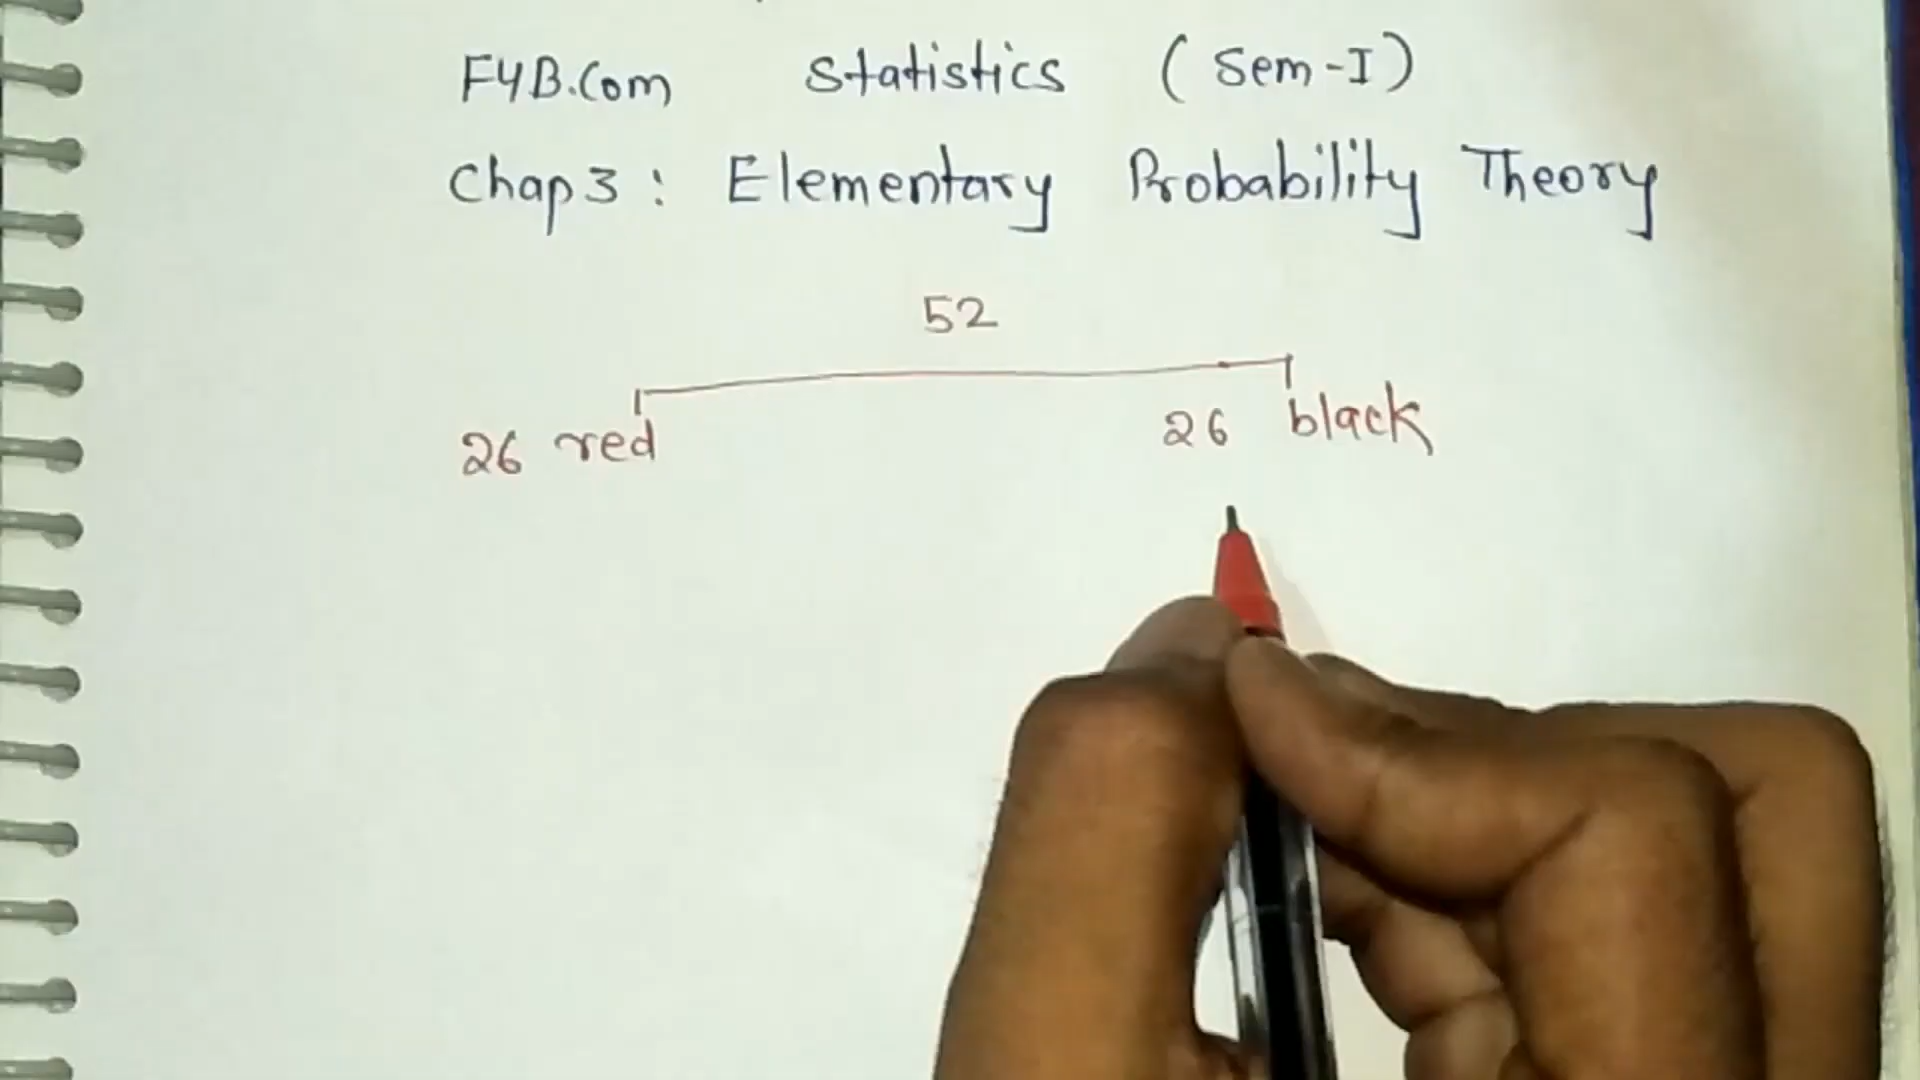 FYB.Com Statistics (Sem-I)
Chap 3: Elementary Probability Theory
52
26 red 26 black